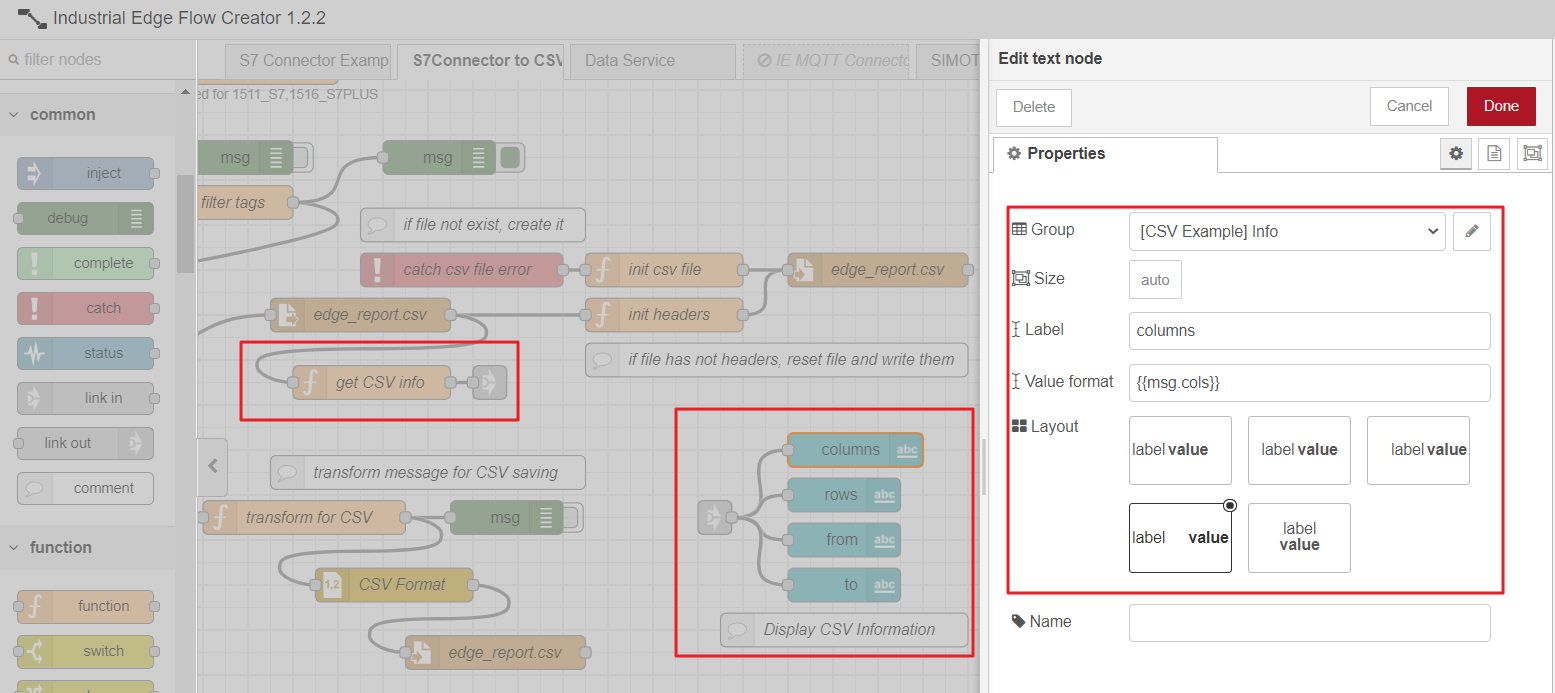 Industrial Edge Flow Creator 1.2.2
filter nodes
common
inject
debug
complete
catch
status
link in
link out
comment
function
function
switch
S7 Connector Examp
S7Connector to CSV
Data Service
IE MQTT Connecto
SIMOT
ed for 1511_S7,1516_S7PLUS
msg
msg
filter tags
if file not exist, create it
catch csv file error
init csv file
edge_report.csv
edge_report.csv
init headers
if file has not headers, reset file and write them
get CSV info
transform message for CSV saving
transform for CSV
msg
1,2
CSV Format
edge_report.csv
columns
abc
rows
abc
from
abc
to
abc
Display CSV Information
Edit text node
Delete
Cancel
Done
Properties
Group
[CSV Example] Info
Size
auto
Label
columns
Value format
{{msg.cols}}
Layout
label value
label value
label value
label value
label
value
Name